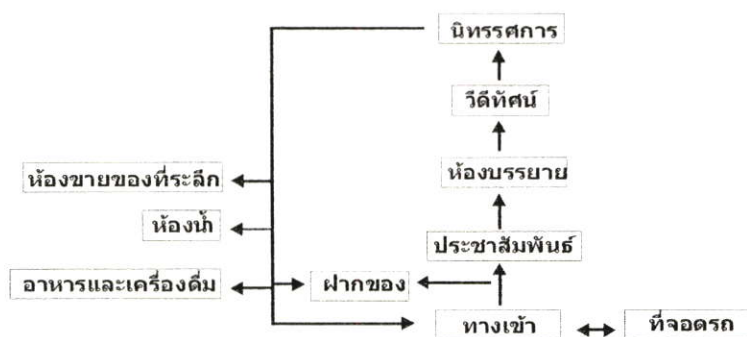 นิทรรศการ
วีดีทัศน์
ห้องขายของที่ระลึก
ห้องบรรยาย
ห้องน้ำ
ประชาสัมพันธ์
อาหารและเครื่องดื่ม
ฝากของ
ทางเข้า
ที่จอดรถ